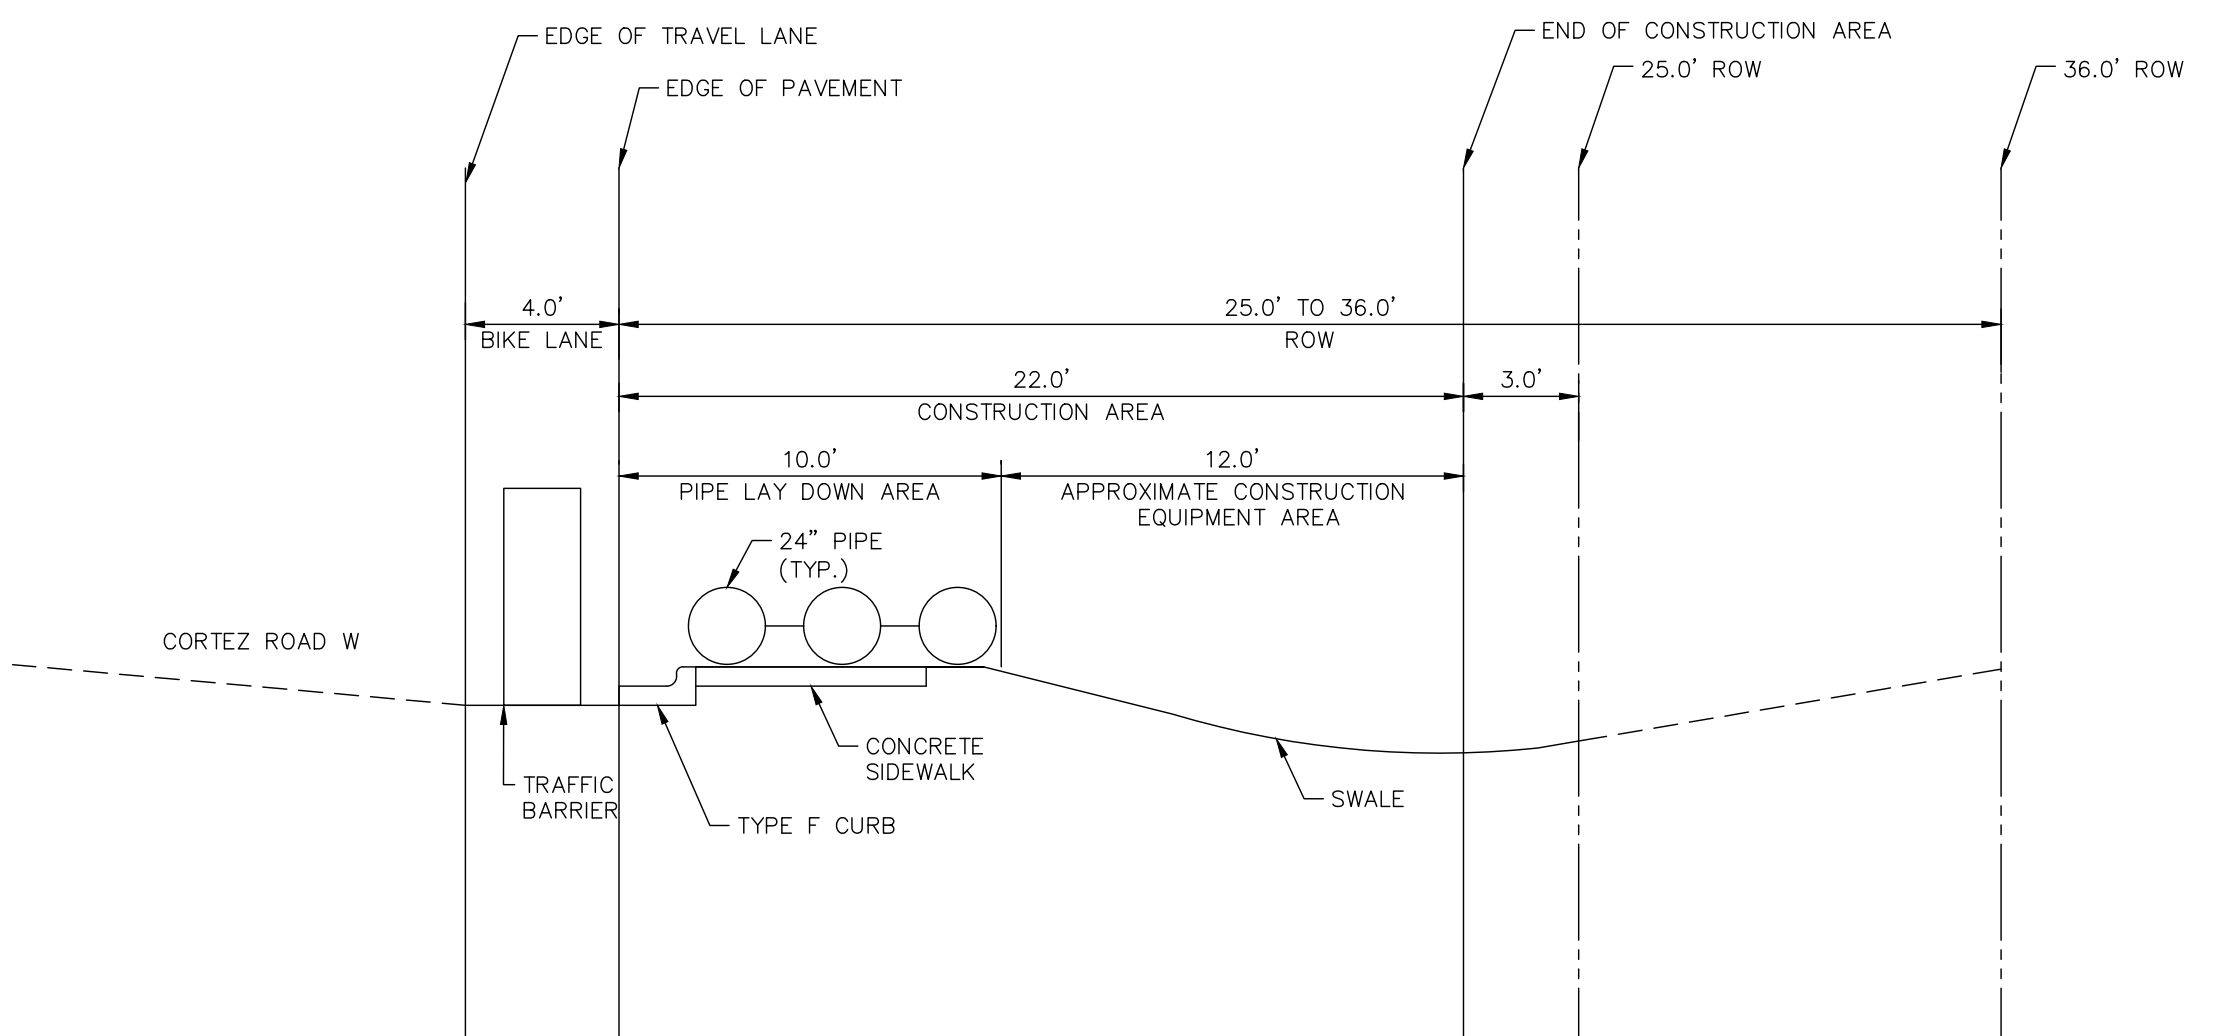 EDGE OF TRAVEL LANE
END OF CONSTRUCTION AREA
25.0' ROW
36.0' ROW
EDGE OF PAVEMENT
4.0'
BIKE LANE
25.0' TO 36.0'
ROW
22.0'
CONSTRUCTION AREA
3.0'
10.0'
PIPE LAY DOWN AREA
12.0'
APPROXIMATE CONSTRUCTION
EQUIPMENT AREA
24" PIPE
(TYP.)
CORTEZ ROAD W
CONCRETE
SIDEWALK
TRAFFIC
BARRIER
SWALE
TYPE F CURB